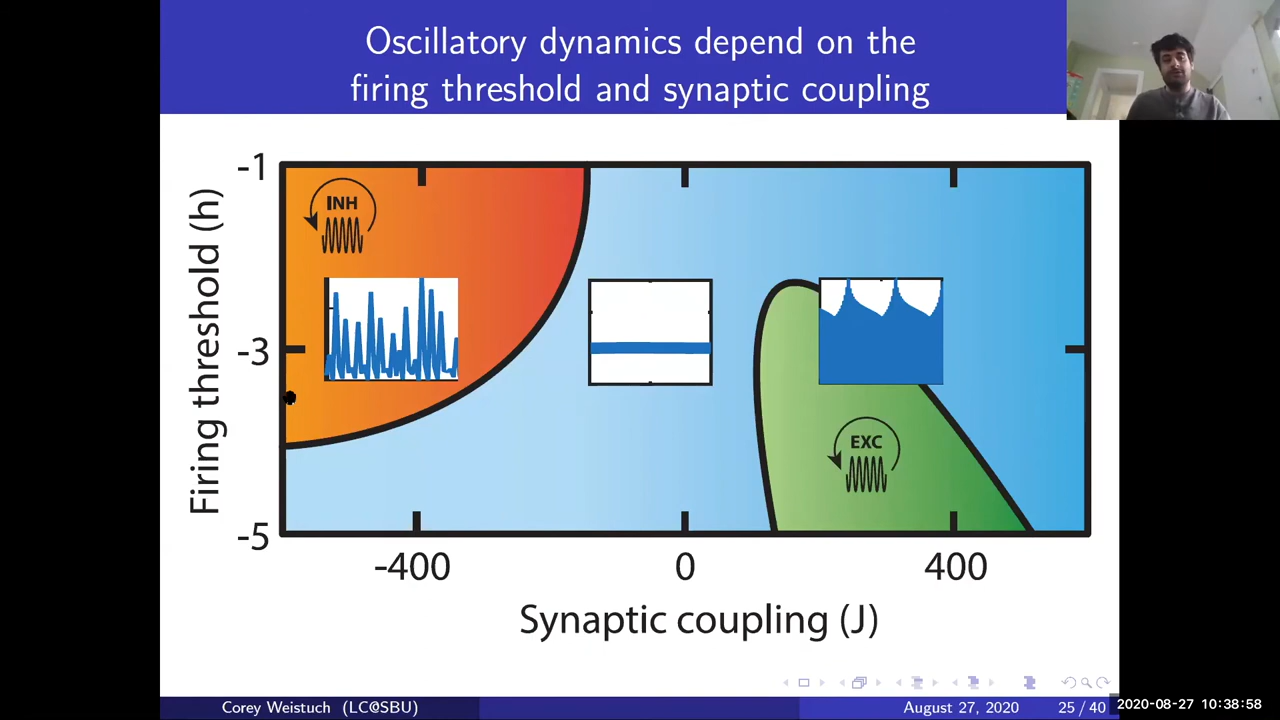 Oscillatory dynamics depend on the
firing threshold and synaptic coupling
Firing threshold (h)
-1
-3
-5
INH
EXC
-400
0
400
Synaptic coupling (J)
Corey Weistuch (LC@SBU)
August 27, 2020
25 / 40
2020-08-27 10:38:58